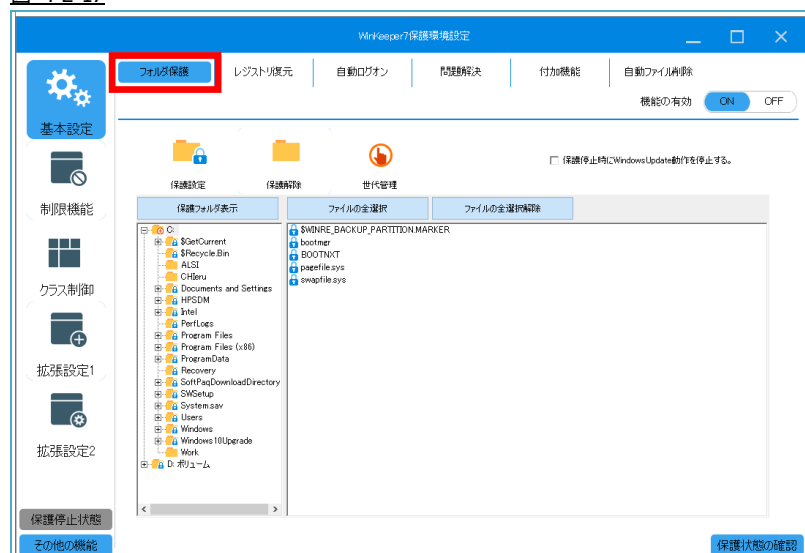 WinKeeper7保護環境設定
フォルダ保護
レジストリ復元
自動ログオン
問題解決
付加機能
自動ファイル削除
機能の有効
ON
OFF
基本設定
制限機能
クラス制御
拡張設定1
拡張設定2
保護停止状態
その他の機能
保護設定
保護解除
世代管理
保護停止時にWindowsUpdate動作を停止する。
保護フォルダ表示
ファイルの全選択
ファイルの全選択解除
C:
$GetCurrent
$Recycle.Bin
ALSI
CHIeru
Documents and Settings
HPSDM
Intel
PerfLogs
Program Files
Program Files (x86)
ProgramData
Recovery
SoftPaqDownloadDirectory
SWSetup
System.sav
Users
Windows
Windows10Upgrade
Work
D: ボリューム
$WINRE_BACKUP_PARTITION.MARKER
bootmgr
BOOTNXT
pagefile.sys
swapfile.sys
保護状態の確認